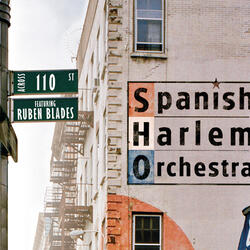 ACROSS 110 ST
FEATURING
RUBEN BLADES
Spanish
Harlem
Orchestra